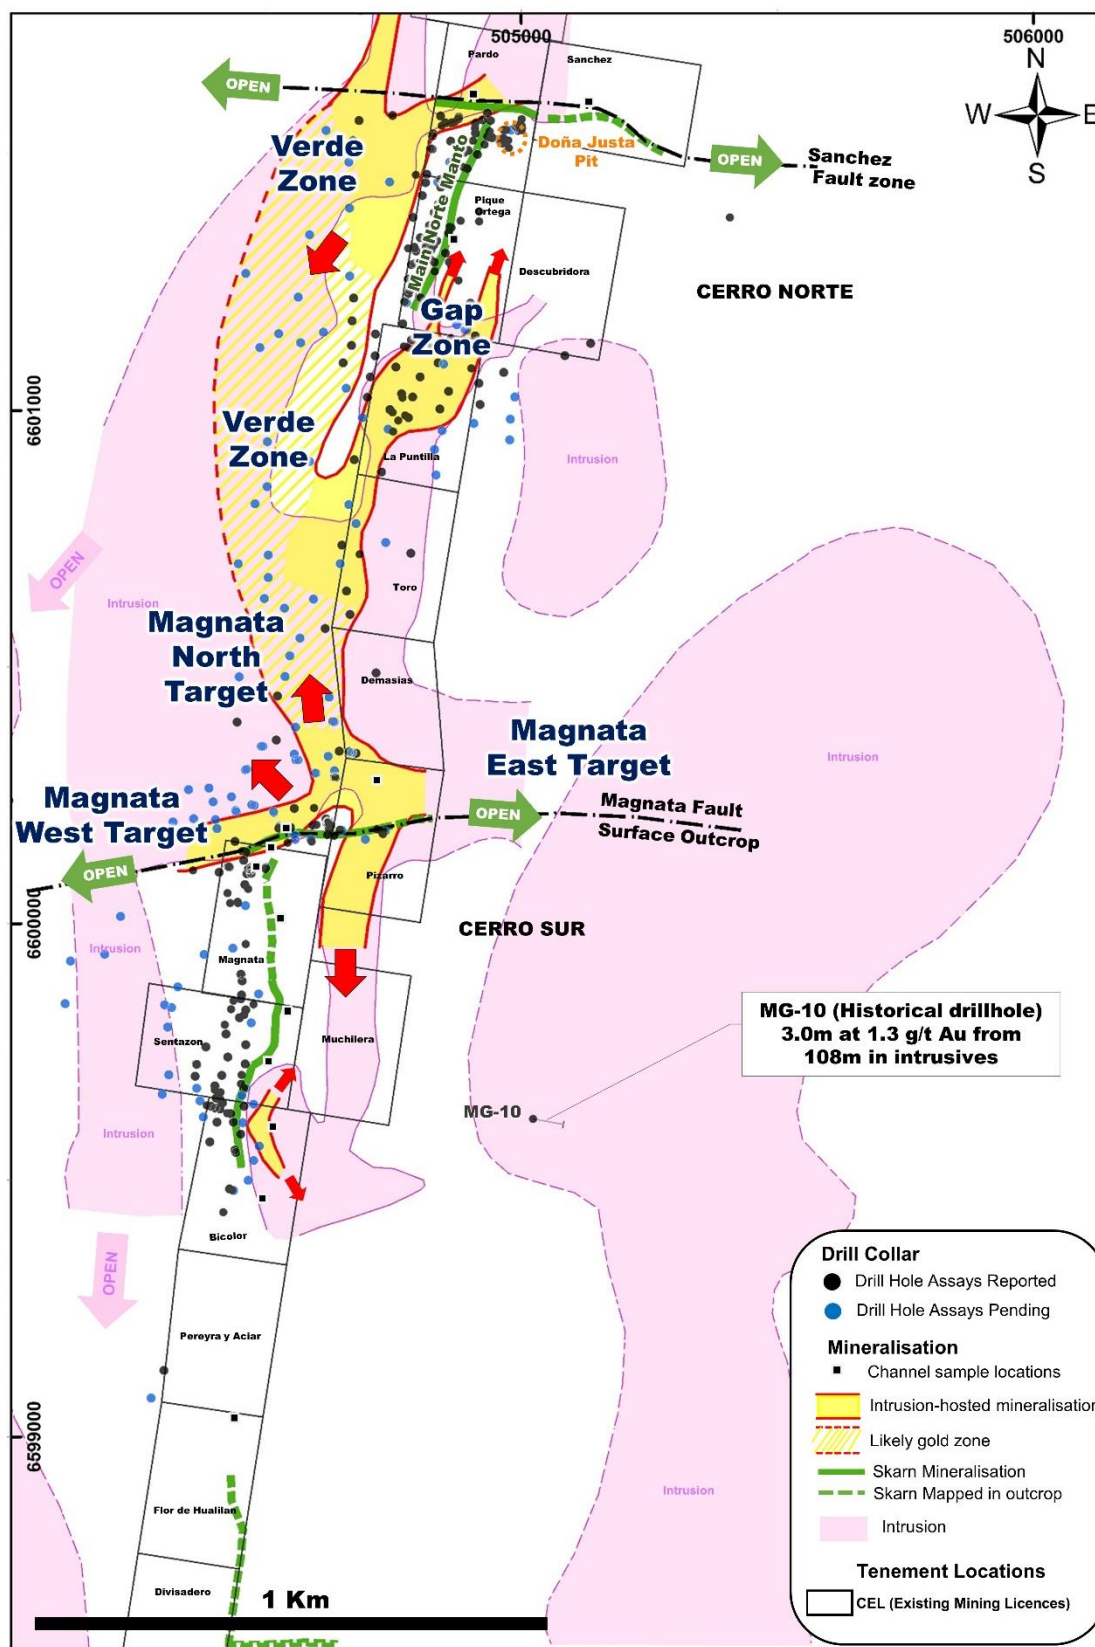 505000
506000
N
W
E
S
Pardo
Sanchez
OPEN
Verde
Zone
Doña Justa
Pit
OPEN
Sanchez
Fault zone
Main Norte Manto
Pique
Ortega
Descubridora
CERRO NORTE
Gap
Zone
6601000
Verde
Zone
La Puntilla
Intrusion
OPEN
Intrusion
Toro
Magnata
North
Target
Demasias
Magnata
East Target
Intrusion
Magnata
West Target
OPEN
Magnata Fault
Surface Outcrop
OPEN
Pizarro
6600000
CERRO SUR
Intrusion
Magnata
MG-10 (Historical drillhole)
3.0m at 1.3 g/t Au from
108m in intrusives
Sentazon
Muchilera
MG-10
Intrusion
Bicolor
OPEN
Pereyra y Aciar
6599000
Flor de Hualilan
Intrusion
Divisadero
1 Km
Drill Collar
Drill Hole Assays Reported
Drill Hole Assays Pending
Mineralisation
Channel sample locations
Intrusion-hosted mineralisation
Likely gold zone
Skarn Mineralisation
Skarn Mapped in outcrop
Intrusion
Tenement Locations
CEL (Existing Mining Licences)